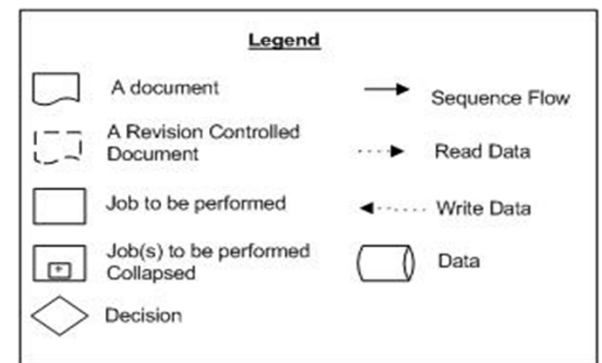 Legend
A document
A Revision Controlled
Document
Job to be performed
Job(s) to be performed
Collapsed
+
Decision
Sequence Flow
Read Data
Write Data
Data